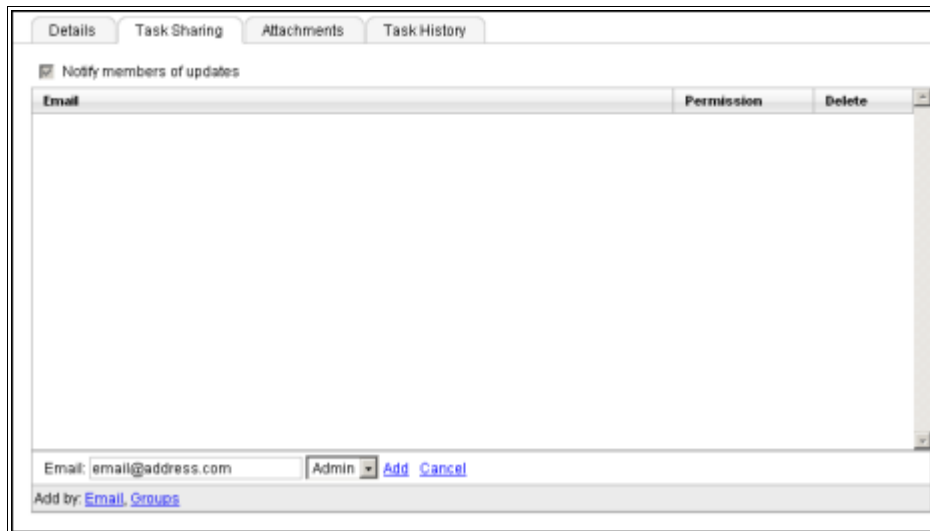 Details Task Sharing Attachments Task History
Notify members of updates
Email Permission Delete
Email: email@address.com Admin Add Cancel
Add by: Email, Groups